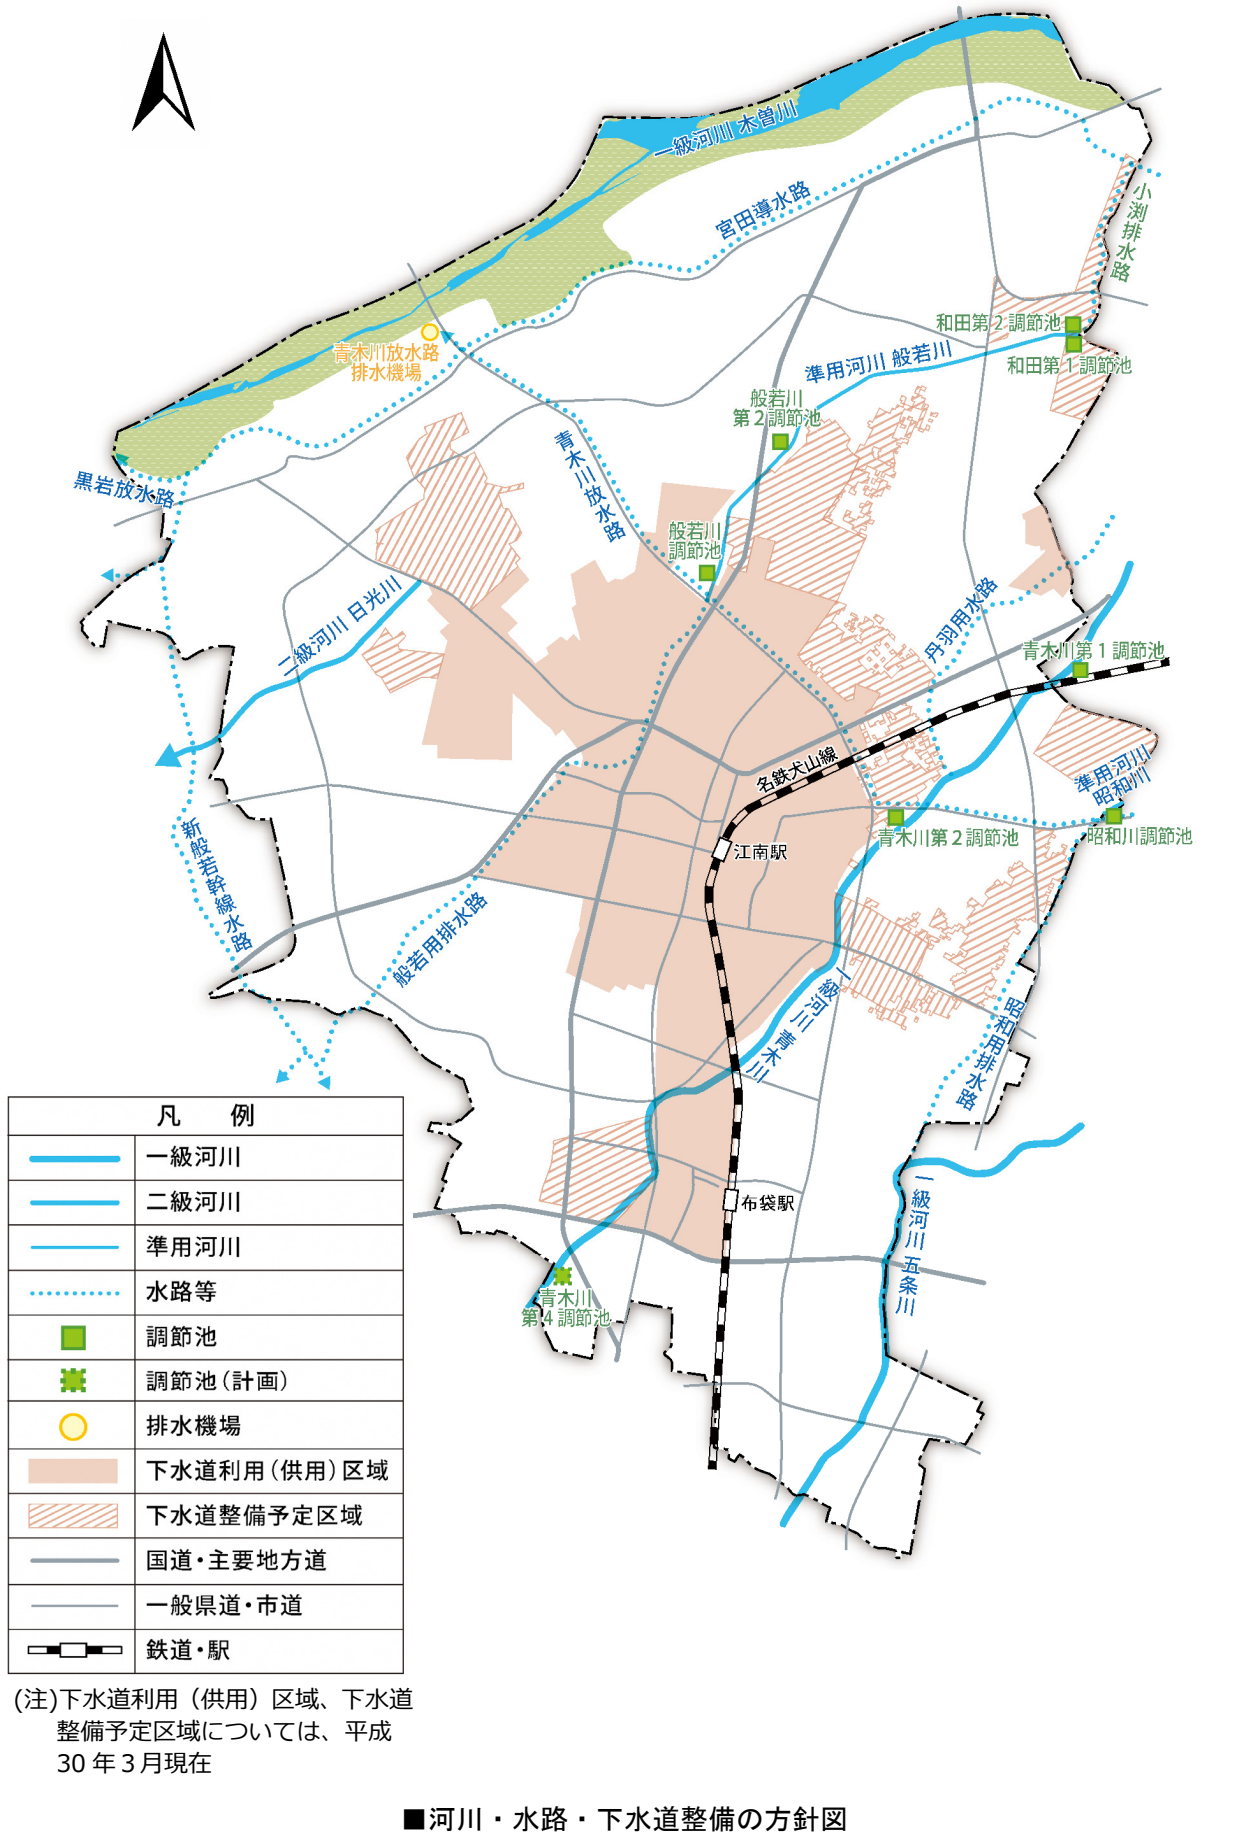 一級河川 木曽川
宮田導水路
小渕排水路
和田第２調節池
青木川放水路
排水機場
準用河川 般若川
和田第１調節池
般若川
第２調節池
青木川放水路
黒岩放水路
般若川
調節池
二級河川 日光川
丹羽用水路
青木川第１調節池
名鉄犬山線
準用河川
昭和川
新般若幹線水路
青木川第２調節池
昭和川調節池
江南駅
般若用排水路
一級河川 青木川
昭和用排水路
布袋駅
一級河川 五条川
青木川
第４調節池
凡　例
一級河川
二級河川
準用河川
水路等
調節池
調節池（計画）
排水機場
下水道利用（供用）区域
下水道整備予定区域
国道・主要地方道
一般県道・市道
鉄道・駅
(注)下水道利用（供用）区域、下水道
整備予定区域については、平成
30 年３月現在
■河川・水路・下水道整備の方針図